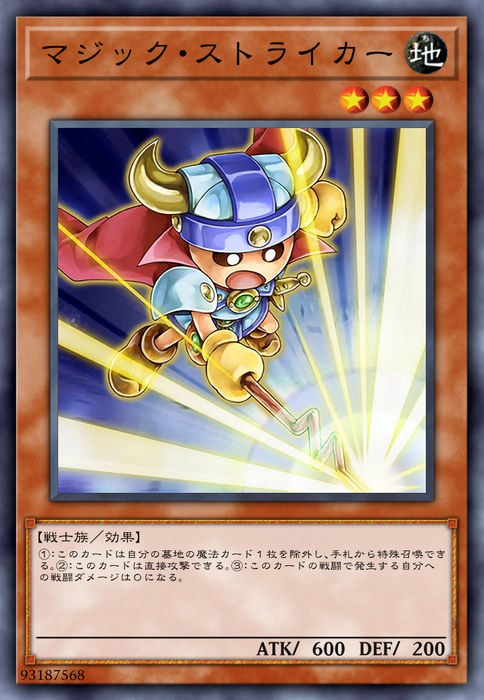 マジック・ストライカー
ち
地
【戦士族／効果】
①：このカードは自分の墓地の魔法カード１枚を除外し、手札から特殊召喚でき
る。②：このカードは直接攻撃できる。③：このカードの戦闘で発生する自分へ
の戦闘ダメージは０になる。
ATK/ 600 DEF/ 200
93187568